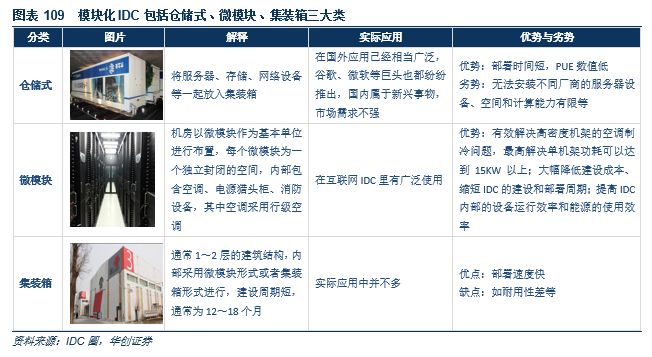 图表 109 模块化 IDC 包括仓储式、微模块、集装箱三大类
分类 图片 解释 实际应用 优势与劣势
仓储式
将服务器、存储、网络设备
等一起放入集装箱
在国外应用已经相当广泛，
谷歌、微软等巨头也都纷纷
推出，国内属于新兴事物，
市场需求不强
优势：部署时间短，PUE 数值低
劣势：无法安装不同厂商的服务器设
备、空间和计算能力有限等
微模块
机房以微模块作为基本单位
进行布置，每个微模块为一
个独立封闭的空间，内部包
含空调、电源猎头柜、消防
设备，其中空调采用行级空
调
在互联网 IDC 里有广泛使用
优势：有效解决高密度机架的空调制
冷问题，最高解决单机架功耗可以达
到 15KW 以上；大幅降低建设成本、
缩短 IDC 的建设和部署周期；提高 IDC
内部的设备运行效率和能源的使用效
率
集装箱
通常 1～2 层的建筑结构，内
部采用微模块形式或者集装
箱形式进行，建设周期短，
通常为 12～18 个月
实际应用中并不多
优点：部署速度快
缺点：如耐用性差等
3
资料来源：IDC 圈，华创证券